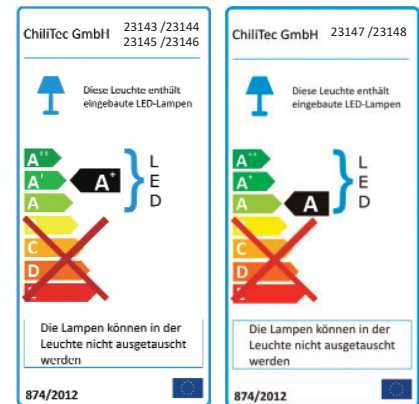 ChiliTec GmbH
23143 /23144
23145 /23146
Diese Leuchte enthält
eingebaute LED-Lampen
A++
A+
A
C
D
A+
L
E
D
Die Lampen können in der
Leuchte nicht ausgetauscht
werden
874/2012
ChiliTec GmbH
23147 /23148
Diese Leuchte enthält
eingebaute LED-Lampen
A++
A+
A
C
D
A
L
E
D
Die Lampen können in der
Leuchte nicht ausgetauscht
werden
874/2012